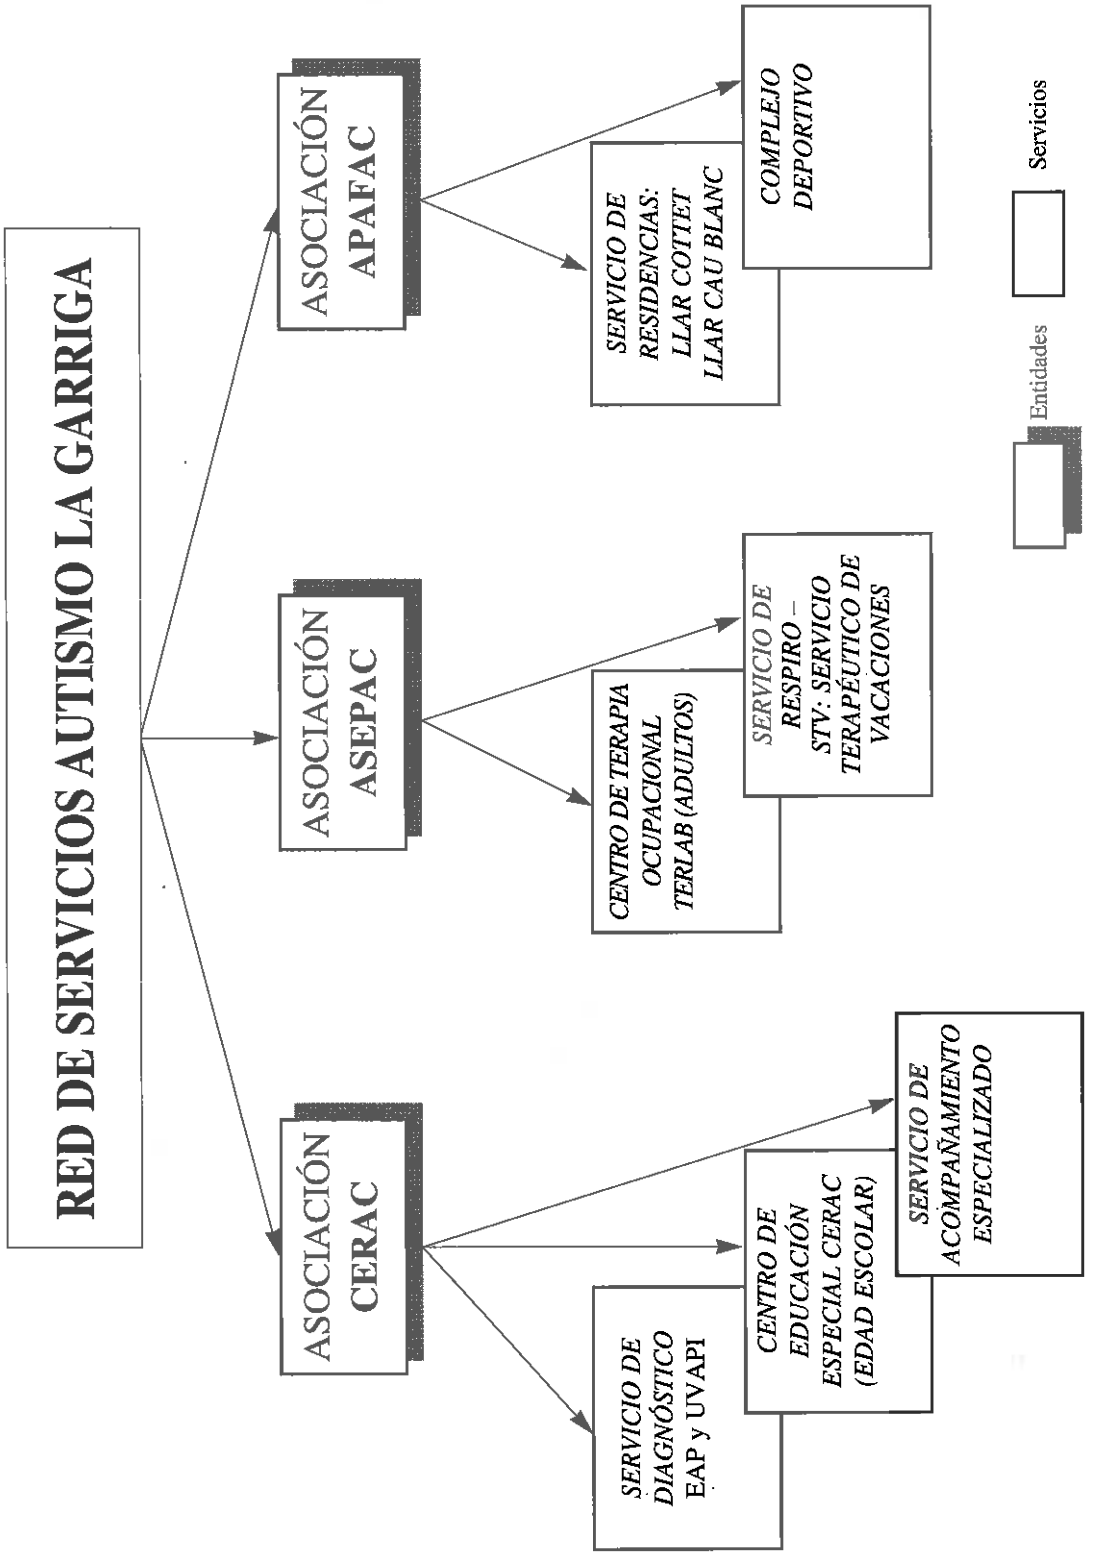 RED DE SERVICIOS AUTISMO LA GARRIGA
ASOCIACIÓN
CERAC
ASOCIACIÓN
ASEPAC
ASOCIACIÓN
APAFAC
SERVICIO DE
DIAGNÓSTICO
EAP y UVAPI
CENTRO DE
EDUCACIÓN
ESPECIAL CERAC
(EDAD ESCOLAR)
SERVICIO DE
ACOMPAÑAMIENTO
ESPECIALIZADO
CENTRO DE TERAPIA
OCUPACIONAL
TERLAB (ADULTOS)
SERVICIO DE
RESPIRO –
STV: SERVICIO
TERAPÉUTICO DE
VACACIONES
SERVICIO DE
RESIDENCIAS:
LLAR COTTET
LLAR CAU BLANC
COMPLEJO
DEPORTIVO
Entidades
Servicios